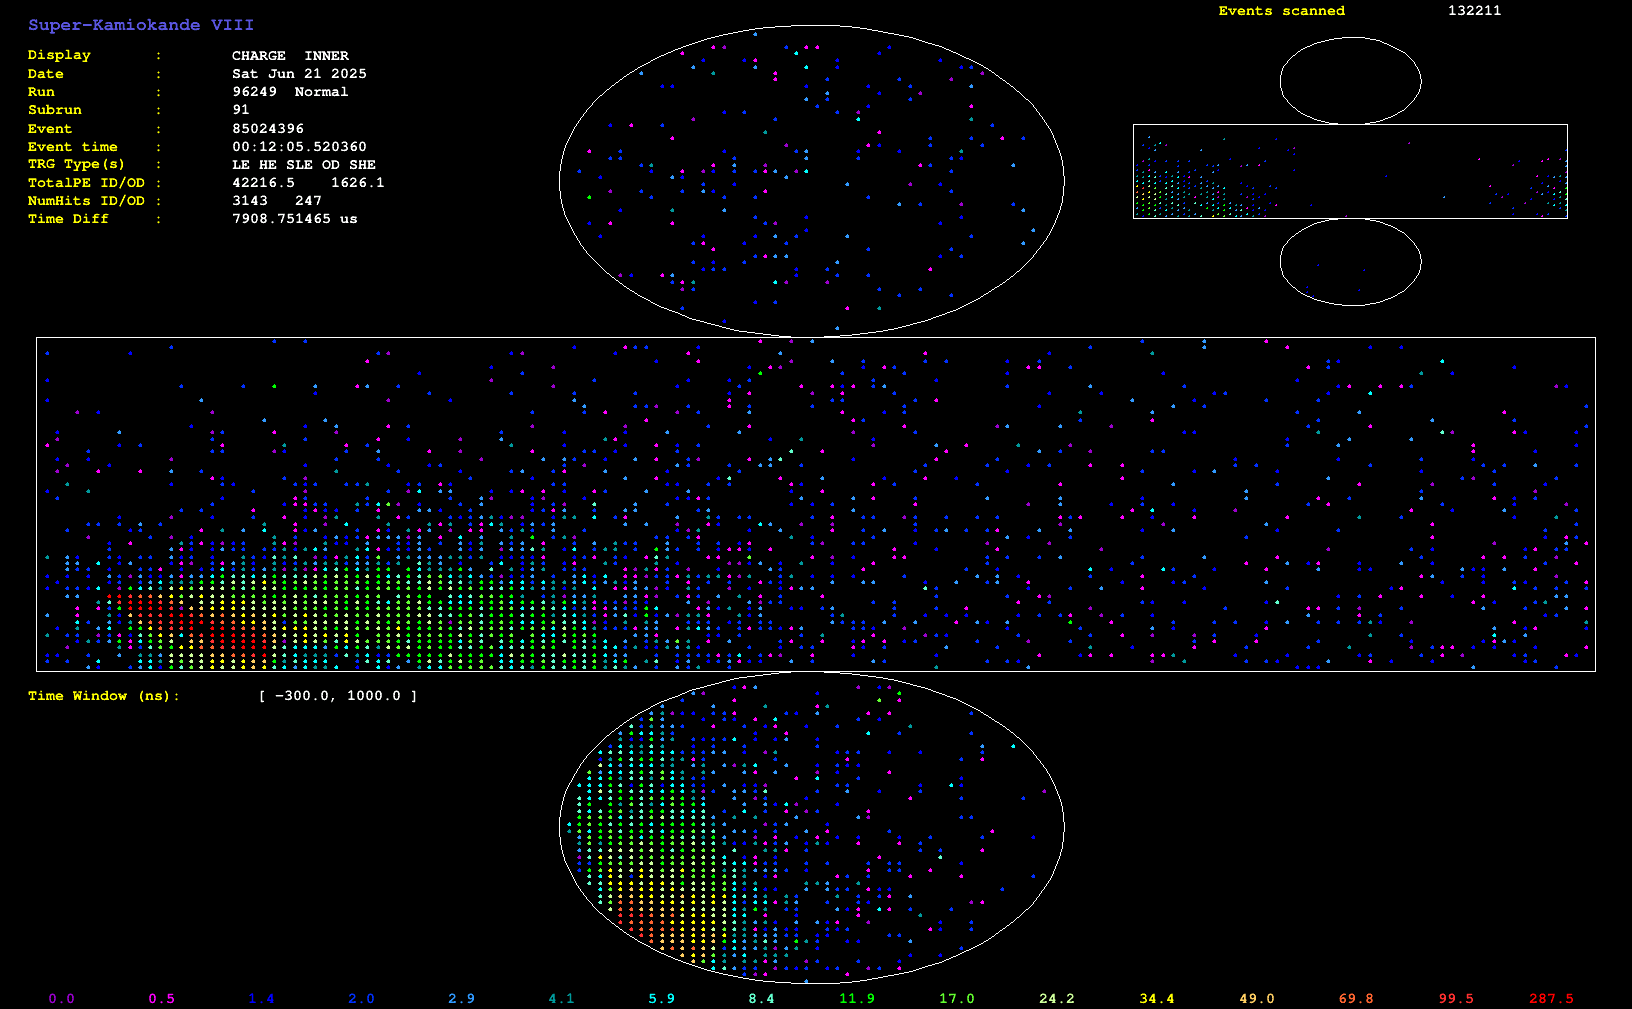 Super-Kamiokande VIII
Events scanned 132211
Display : CHARGE INNER
Date : Sat Jun 21 2025
Run : 96249 Normal
Subrun : 91
Event : 85024396
Event time : 00:12:05.520360
TRG Type(s) : LE HE SLE OD SHE
TotalPE ID/OD : 42216.5 1626.1
NumHits ID/OD : 3143 247
Time Diff : 7908.751465 us
Time Window (ns): [ -300.0, 1000.0 ]
0.0 0.5 1.4 2.0 2.9 4.1 5.9 8.4 11.9 17.0 24.2 34.4 49.0 69.8 99.5 287.5